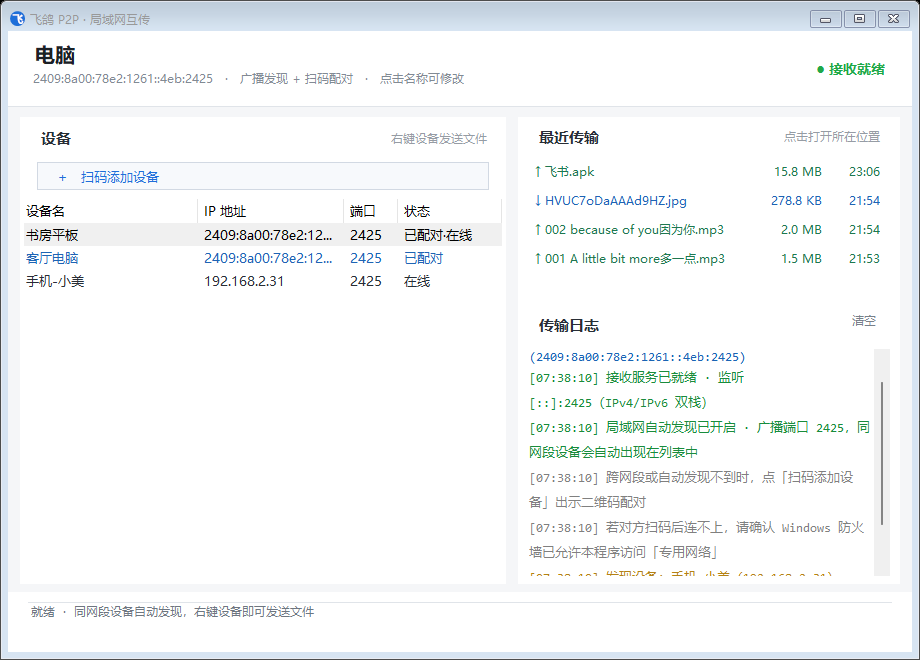 飞鸽 P2P · 局域网互传
电脑
2409:8a00:78e2:1261::4eb:2425 · 广播发现 + 扫码配对 · 点击名称可修改
● 接收就绪
设备 右键设备发送文件
+ 扫码添加设备
设备名 IP 地址 端口 状态
书房平板 2409:8a00:78e2:12... 2425 已配对·在线
客厅电脑 2409:8a00:78e2:12... 2425 已配对
手机-小美 192.168.2.31 2425 在线
最近传输 点击打开所在位置
↑飞书.apk 15.8 MB 23:06
↓HVUC7oDaAAAd9HZ.jpg 278.8 KB 21:54
↑002 because of you因为你.mp3 2.0 MB 21:54
↑001 A little bit more多一点.mp3 1.5 MB 21:53
传输日志 清空
(2409:8a00:78e2:1261::4eb:2425)
[07:38:10] 接收服务已就绪 · 监听
[::]:2425 (IPv4/IPv6 双栈)
[07:38:10] 局域网自动发现已开启 · 广播端口 2425, 同
网段设备会自动出现在列表中
[07:38:10] 跨网段或自动发现不到时，点「扫码添加设
备」出示二维码配对
[07:38:10] 若对方扫码后连不上，请确认 Windows 防火
墙已允许本程序访问「专用网络」
[07:38:10] 发现设备: 手机-小美 (192.168.2.31)
就绪 · 同网段设备自动发现，右键设备即可发送文件